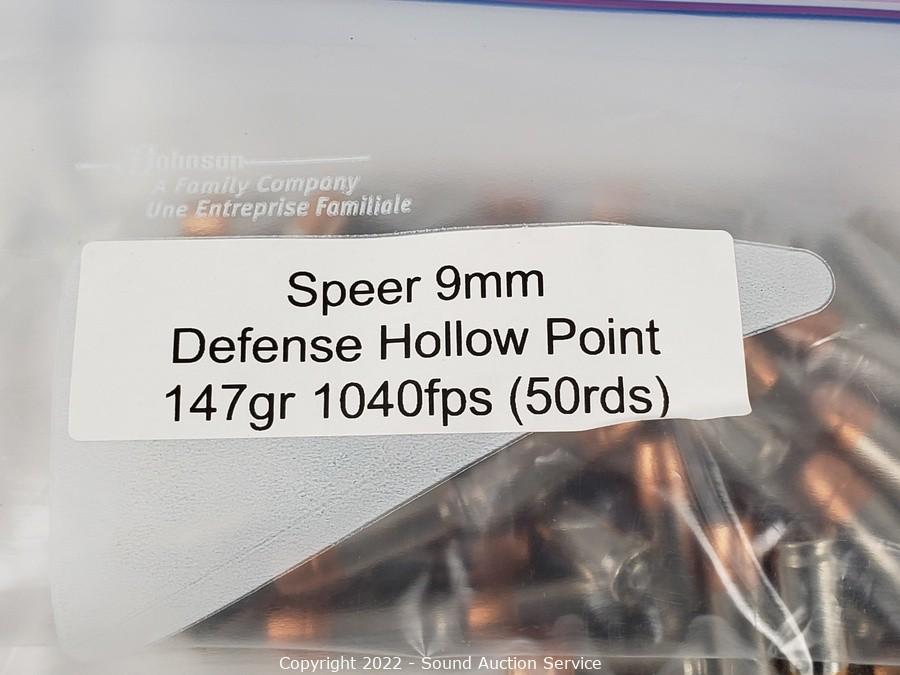 Johnson
A Family Company
Une Entreprise Familiale
Speer 9mm
Defense Hollow Point
147gr 1040fps (50rds)
Copyright 2022 - Sound Auction Service